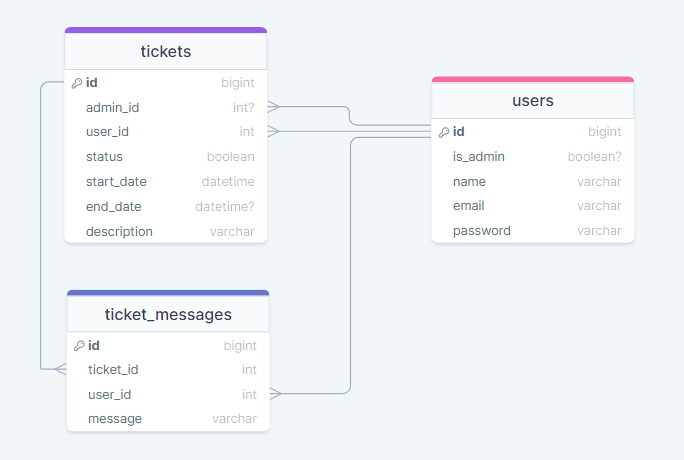 tickets
id bigint
admin_id int?
user_id int
status boolean
start_date datetime
end_date datetime?
description varchar
users
id bigint
is_admin boolean?
name varchar
email varchar
password varchar
ticket_messages
id bigint
ticket_id int
user_id int
message varchar